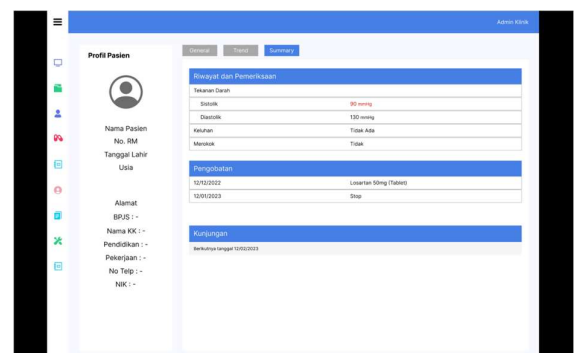 Admin Klinik
Profil Pasien
General Trend Summary
Nama Pasien
No. RM
Tanggal Lahir
Usia
Alamat
BPJS : -
Nama KK : -
Pendidikan : -
Pekerjaan : -
No Telp : -
NIK : -
Riwayat dan Pemeriksaan
Tekanan Darah
Sistolik 90 mmHg
Diastolik 130 mmHg
Keluhan Tidak Ada
Merokok Tidak
Pengobatan
12/12/2022 Losartan 50mg (Tablet)
12/01/2023 Stop
Kunjungan
Berikutnya tanggal 12/02/2023